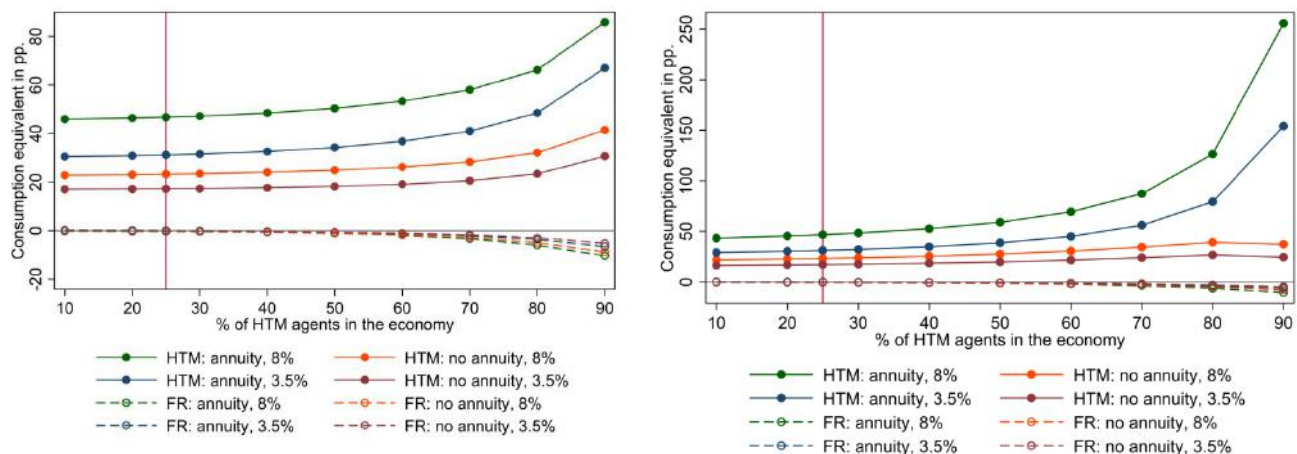 Consumption equivalent in pp.
80
60
40
20
0
-20
10 20 30 40 50 60 70 80 90
% of HTM agents in the economy
HTM: annuity, 8% HTM: no annuity, 8%
HTM: annuity, 3.5% HTM: no annuity, 3.5%
FR: annuity, 8% FR: no annuity, 8%
FR: annuity, 3.5% FR: no annuity, 3.5%
Consumption equivalent in pp.
250
200
150
100
50
0
10 20 30 40 50 60 70 80 90
% of HTM agents in the economy
HTM: annuity, 8% HTM: no annuity, 8%
HTM: annuity, 3.5% HTM: no annuity, 3.5%
FR: annuity, 8% FR: no annuity, 8%
FR: annuity, 3.5% FR: no annuity, 3.5%